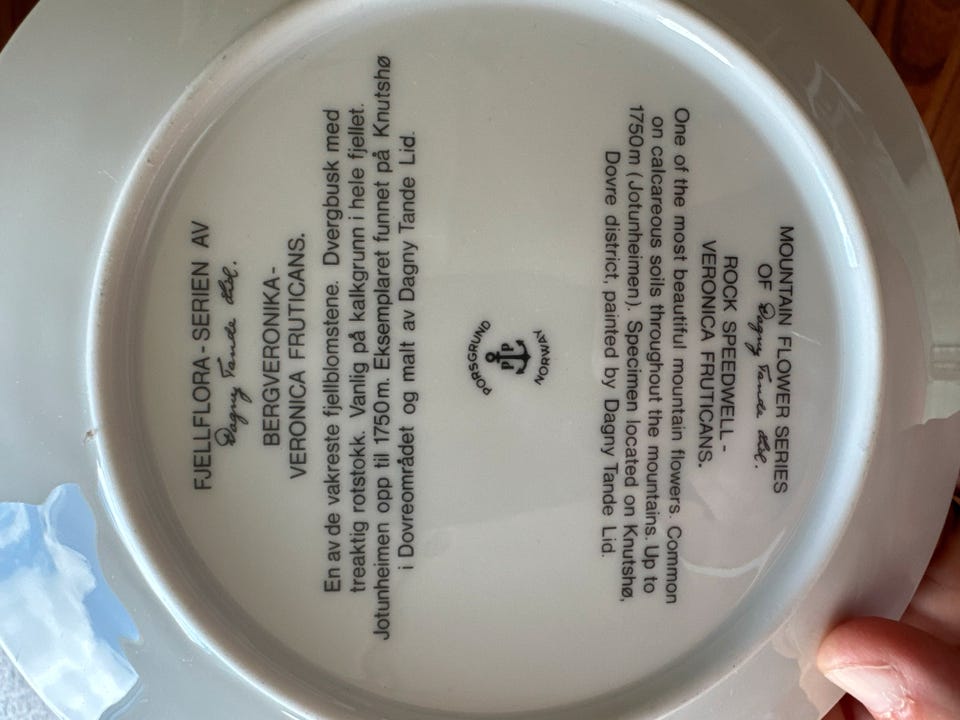 FJELLFLORA-SERIEN AV
Dagny Tande Lid.
BERGVERONIKA-
VERONICA FRUTICANS.
En av de vakreste fjellblomstene. Dvergbusk med
treaktig rotstokk. Vanlig på kalkgrunn i hele fjellet.
Jotunheimen opp til 1750m. Eksemplaret funnet på Knutshø
i Dovreområdet og malt av Dagny Tande Lid.
PORSGRUND
PP
NORWAY
One of the most beautiful mountain flowers. Common
on calcareous soils throughout the mountains. Up to
1750m (Jotunheimen). Specimen located on Knutshø,
Dovre district, painted by Dagny Tande Lid.
ROCK SPEEDWELL-
VERONICA FRUTICANS.
MOUNTAIN FLOWER SERIES
OF Dagny Tande Lid.